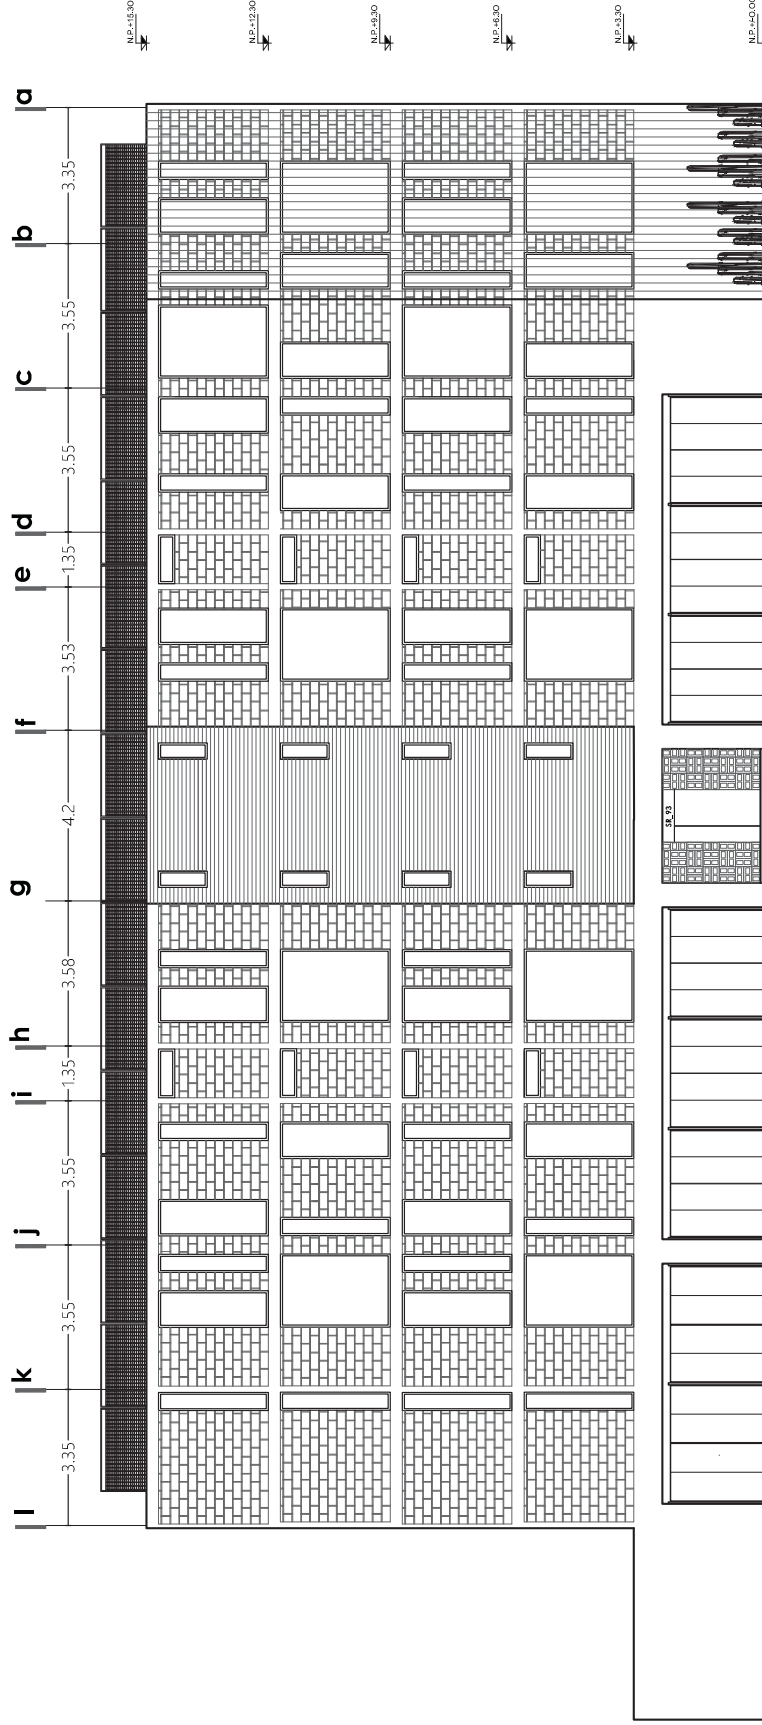 l k j i h g f e d c b a
3.35 3.55 3.55 1.35 3.58 4.2 3.53 1.35 3.55 3.55 3.35
N.P.+15.30
N.P.+12.30
N.P.+9.30
N.P.+6.30
N.P.+3.30
SR_93
N.P.+/-0.00